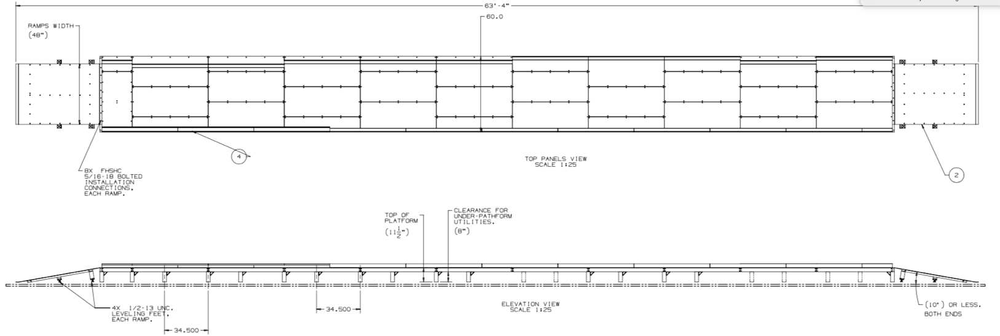 63'-4"
60.0
RAMPS WIDTH
(48")
4
8X FHSHC
5/16-18 BOLTED
INSTALLATION
CONNECTIONS,
EACH RAMP.
TOP PANELS VIEW
SCALE 1:25
2
TOP OF
PLATFORM
(11 1/2")
CLEARANCE FOR
UNDER-PATHFORM
UTILITIES.
(8")
4X 1/2-13 UNC.
LEVELING FEET,
EACH RAMP.
34.500
34.500
ELEVATION VIEW
SCALE 1:25
(10°) OR LESS.
BOTH ENDS